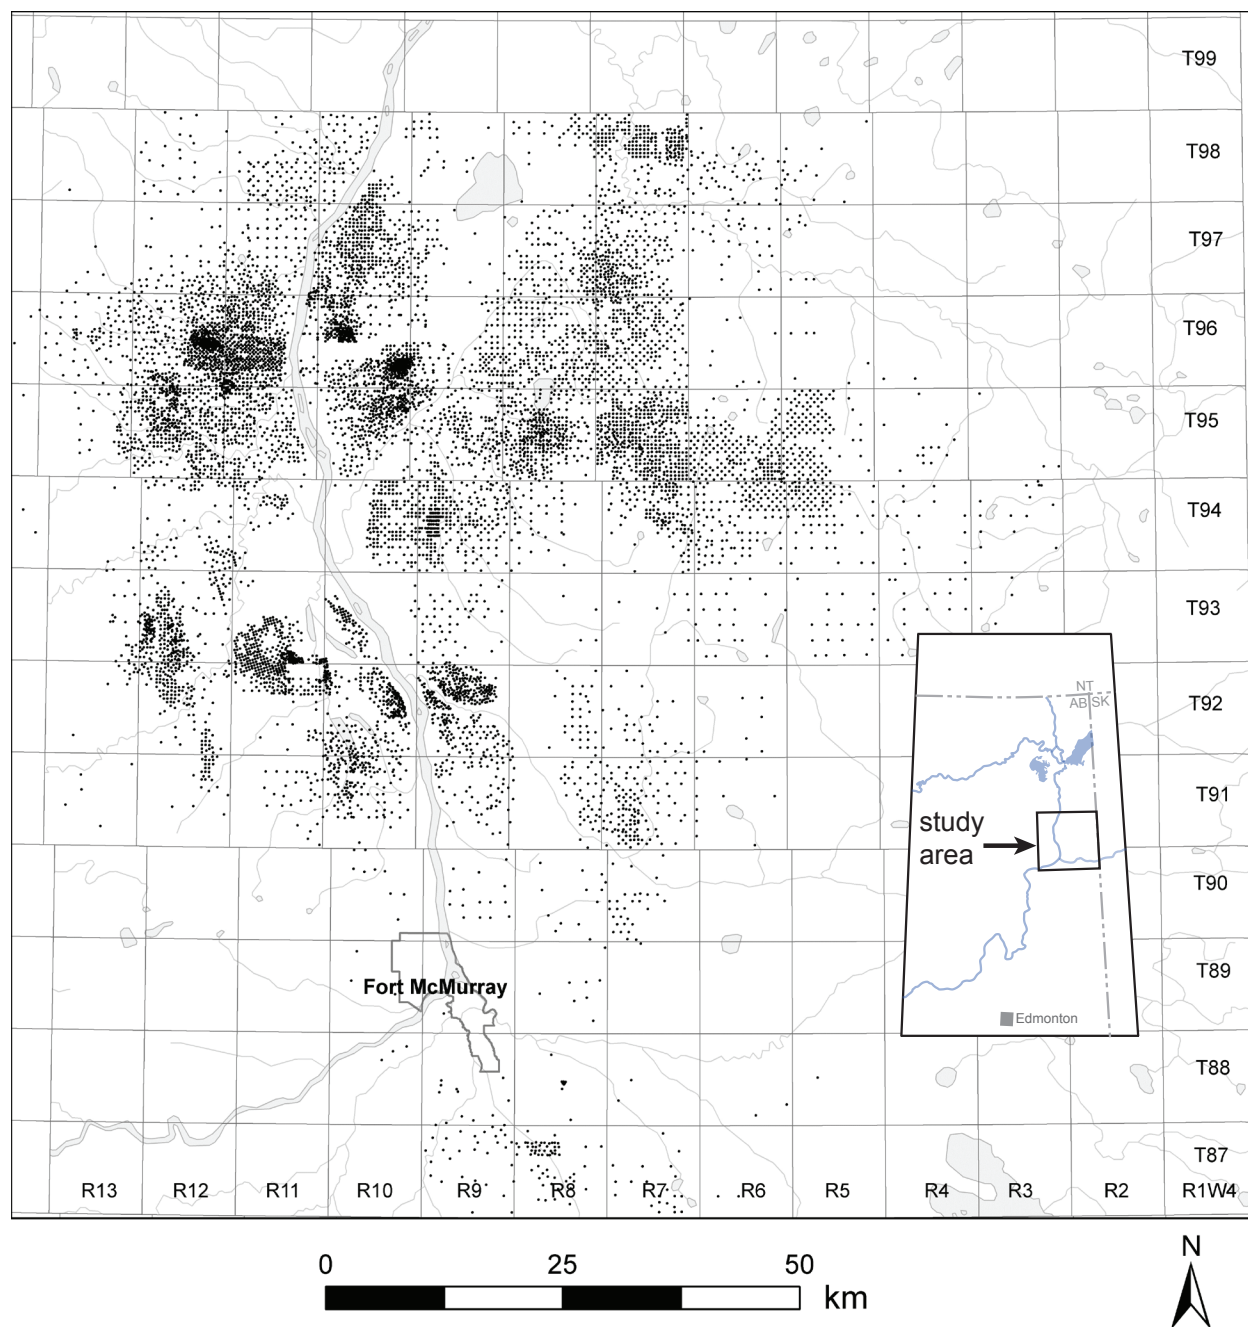 T99
T98
T97
T96
T95
T94
T93
T92
T91
T90
T89
T88
T87
Fort McMurray
NT
AB SK
study
area
Edmonton
R13 R12 R11 R10 R9 R8 R7 R6 R5 R4 R3 R2 R1W4
0 25 50
km
N